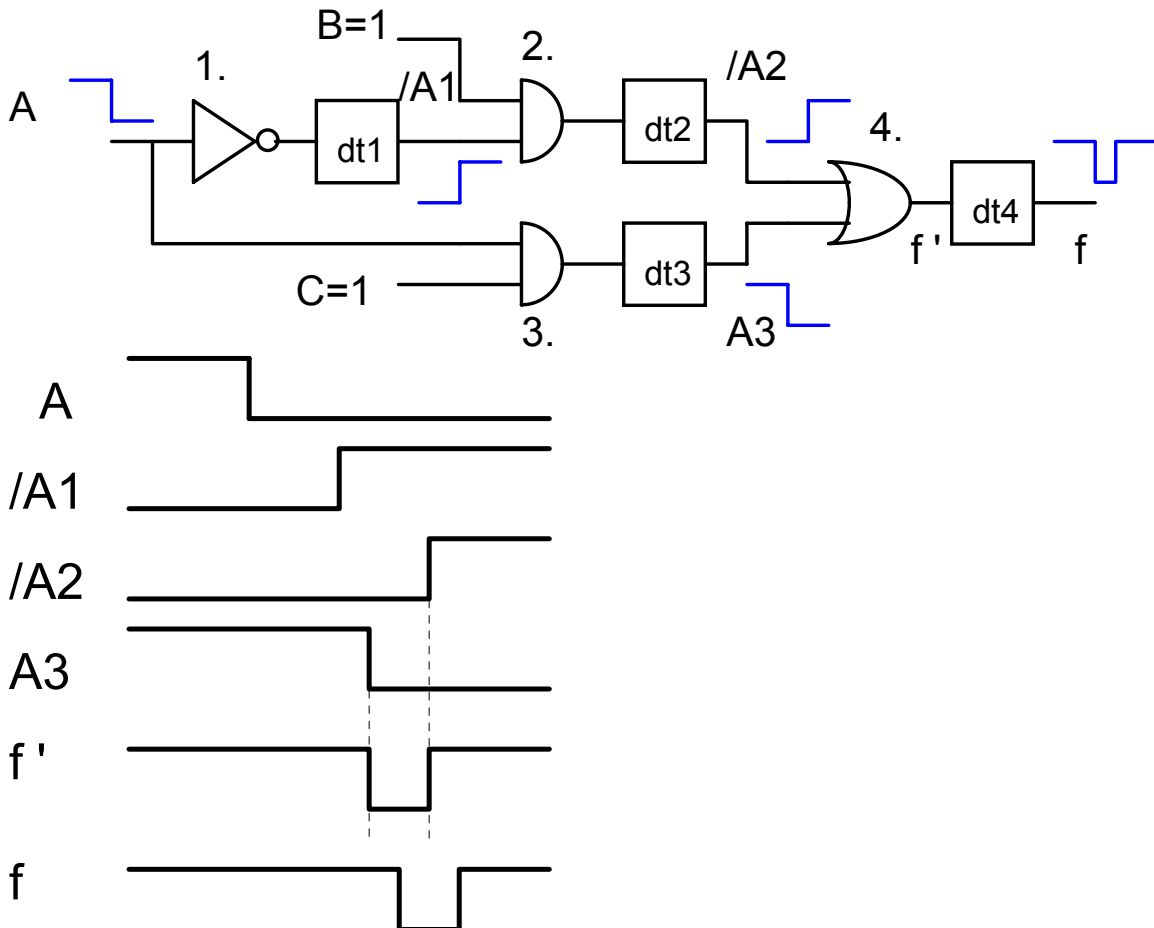 B=1
2.
1.
/A1
/A2
A
dt1
dt2
4.
dt4
f '
f
C=1
dt3
3.
A3
A
/A1
/A2
A3
f '
f